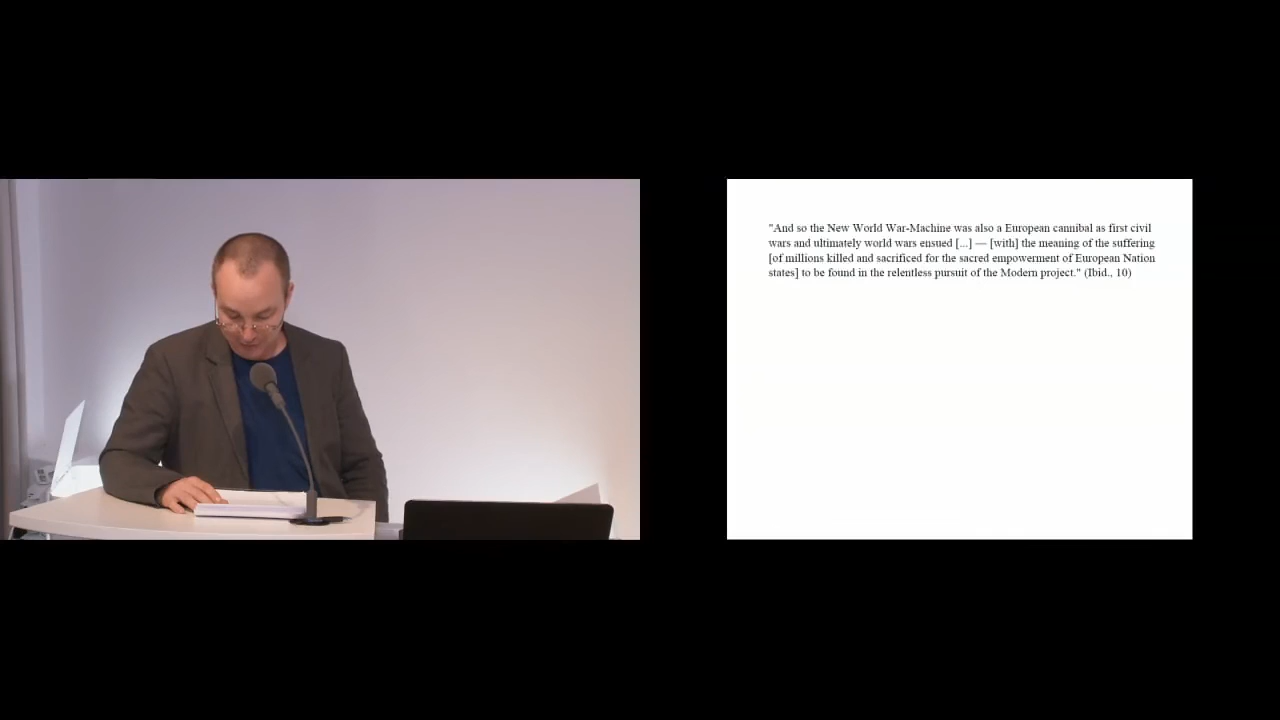 "And so the New World War-Machine was also a European cannibal as first civil
wars and ultimately world wars ensued [...] — [with] the meaning of the suffering
[of millions killed and sacrificed for the sacred empowerment of European Nation
states] to be found in the relentless pursuit of the Modern project." (Ibid., 10)